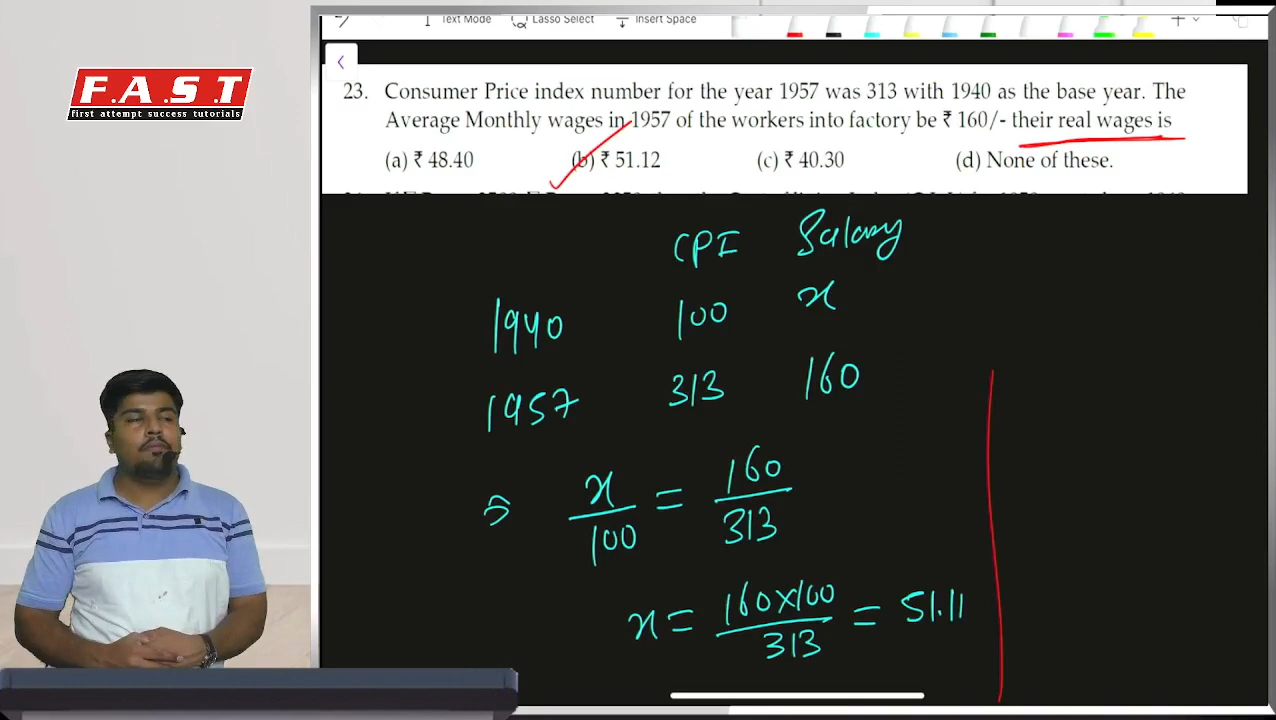 F.A.S.T
first attempt success tutorials
Text Mode Lasso Select Insert Space
23. Consumer Price index number for the year 1957 was 313 with 1940 as the base year. The
Average Monthly wages in 1957 of the workers into factory be ₹ 160/- their real wages is
(a) ₹ 48.40 (b) ₹ 51.12 (c) ₹ 40.30 (d) None of these.
CPI Salary
1940 100 x
1957 313 160
⇒ x/100 = 160/313
x = 160×100/313 = 51.11